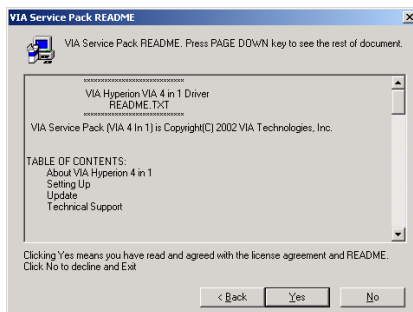 VIA Service Pack README
VIA Service Pack README. Press PAGE DOWN key to see the rest of document.
==============================
VIA Hyperion VIA 4 in 1 Driver
README.TXT
==============================
VIA Service Pack (VIA 4 In 1) is Copyright(C) 2002 VIA Technologies, Inc.
TABLE OF CONTENTS:
About VIA Hyperion 4 in 1
Setting Up
Update
Technical Support
Clicking Yes means you have read and agreed with the license agreement and README.
Click No to decline and Exit
< Back
Yes
No